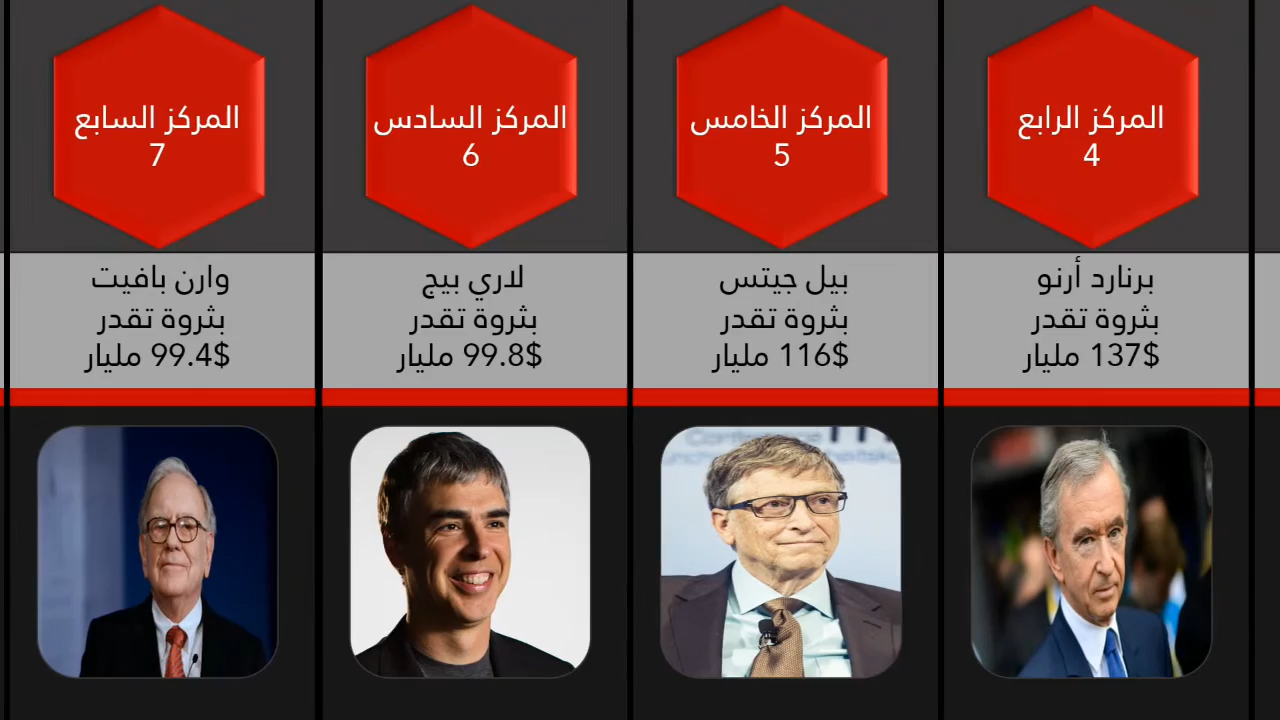 المركز الرابع
4
برنارد أرنو
بثروة تقدر
137$ مليار
المركز الخامس
5
بيل جيتس
بثروة تقدر
116$ مليار
المركز السادس
6
لاري بيج
بثروة تقدر
99.8$ مليار
المركز السابع
7
وارن بافيت
بثروة تقدر
99.4$ مليار